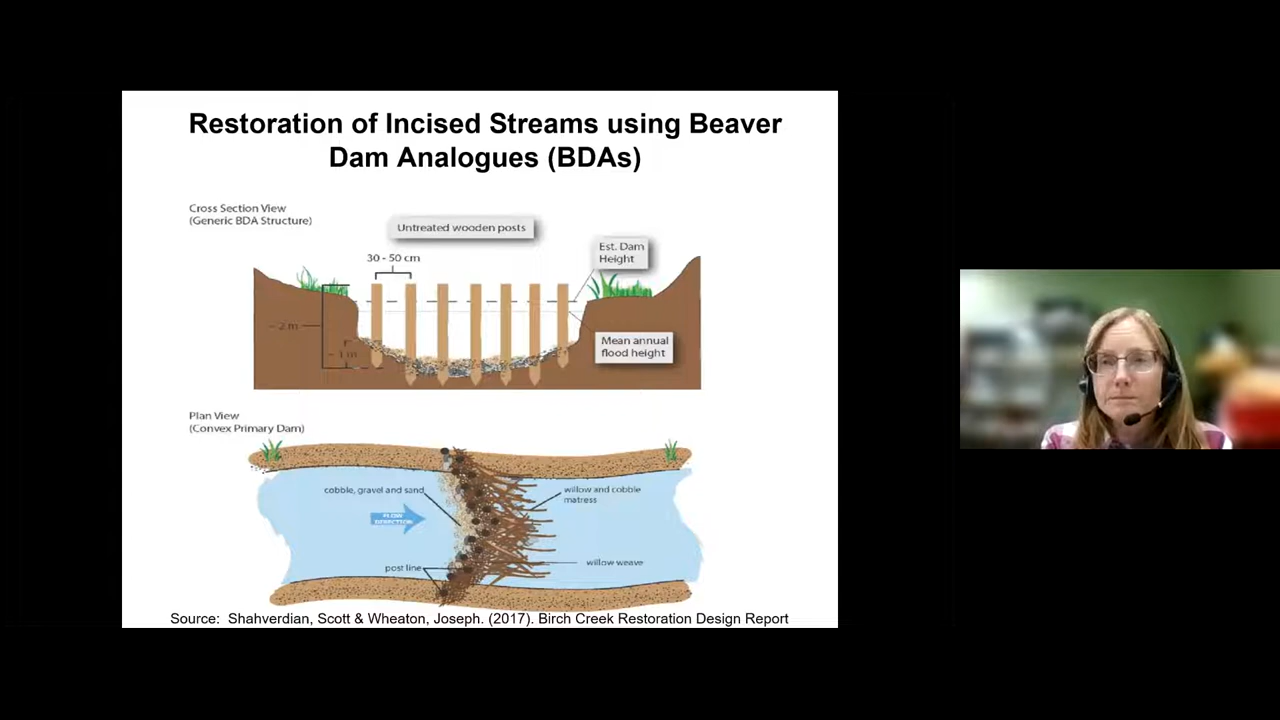 Restoration of Incised Streams using Beaver
Dam Analogues (BDAs)
Cross Section View
(Generic BDA Structure)
Untreated wooden posts
Est. Dam
Height
30 - 50 cm
~ 2 m
~ 1 m
Mean annual
flood height
Plan View
(Convex Primary Dam)
cobble, gravel and sand
willow and cobble
matress
FLOW
DIRECTION
post line
willow weave
Source: Shahverdian, Scott & Wheaton, Joseph. (2017). Birch Creek Restoration Design Report